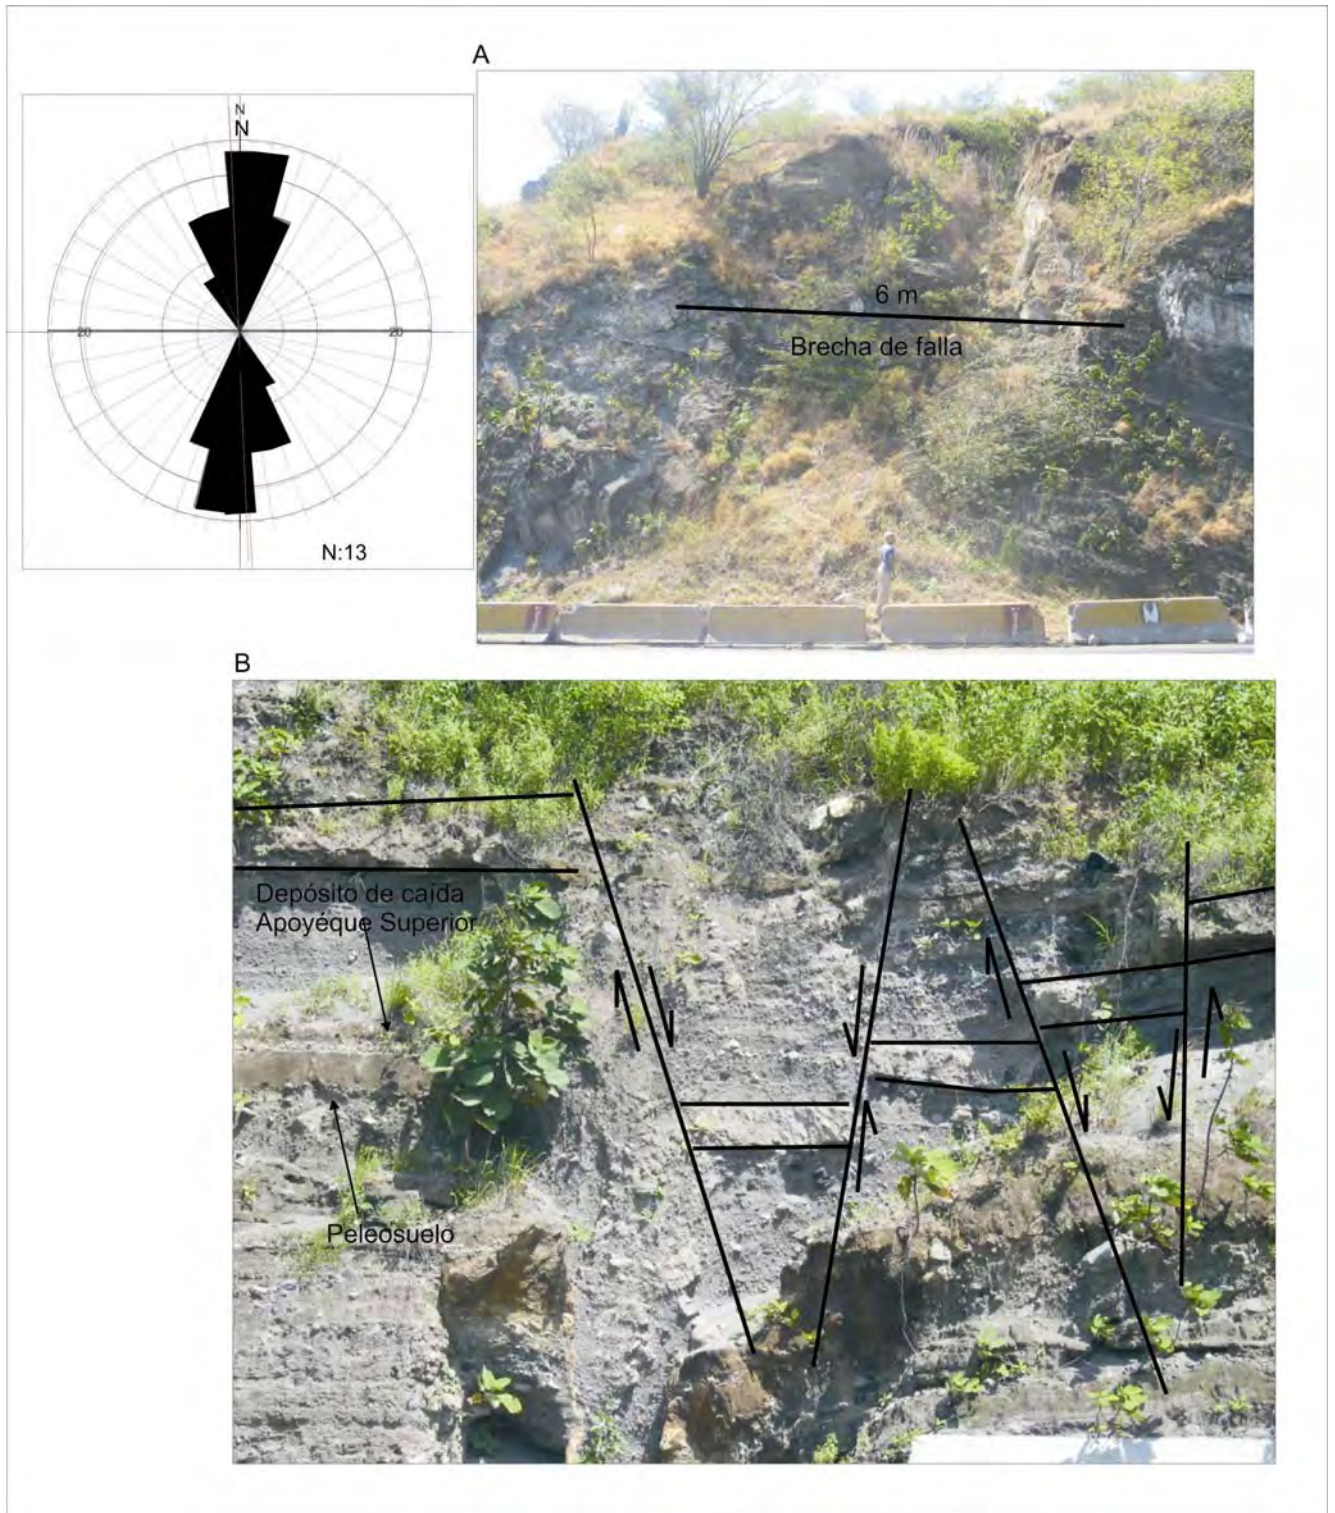 A
N
N
20
20
N:13
6 m
Brecha de falla
B
Depósito de caída
Apoyéque Superior
Peleosuelo